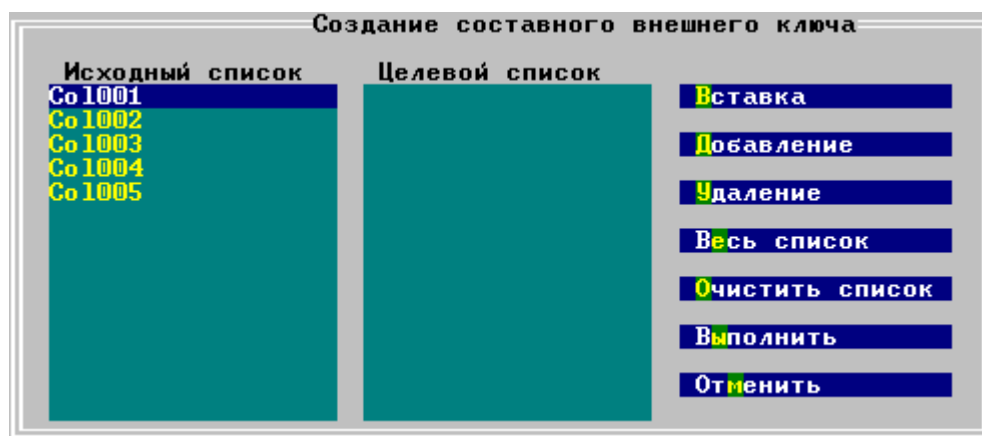 Создание составного внешнего ключа
Исходный список
Целевой список
Col001
Col002
Col003
Col004
Col005
Вставка
Добавление
Удаление
Весь список
Очистить список
Выполнить
Отменить